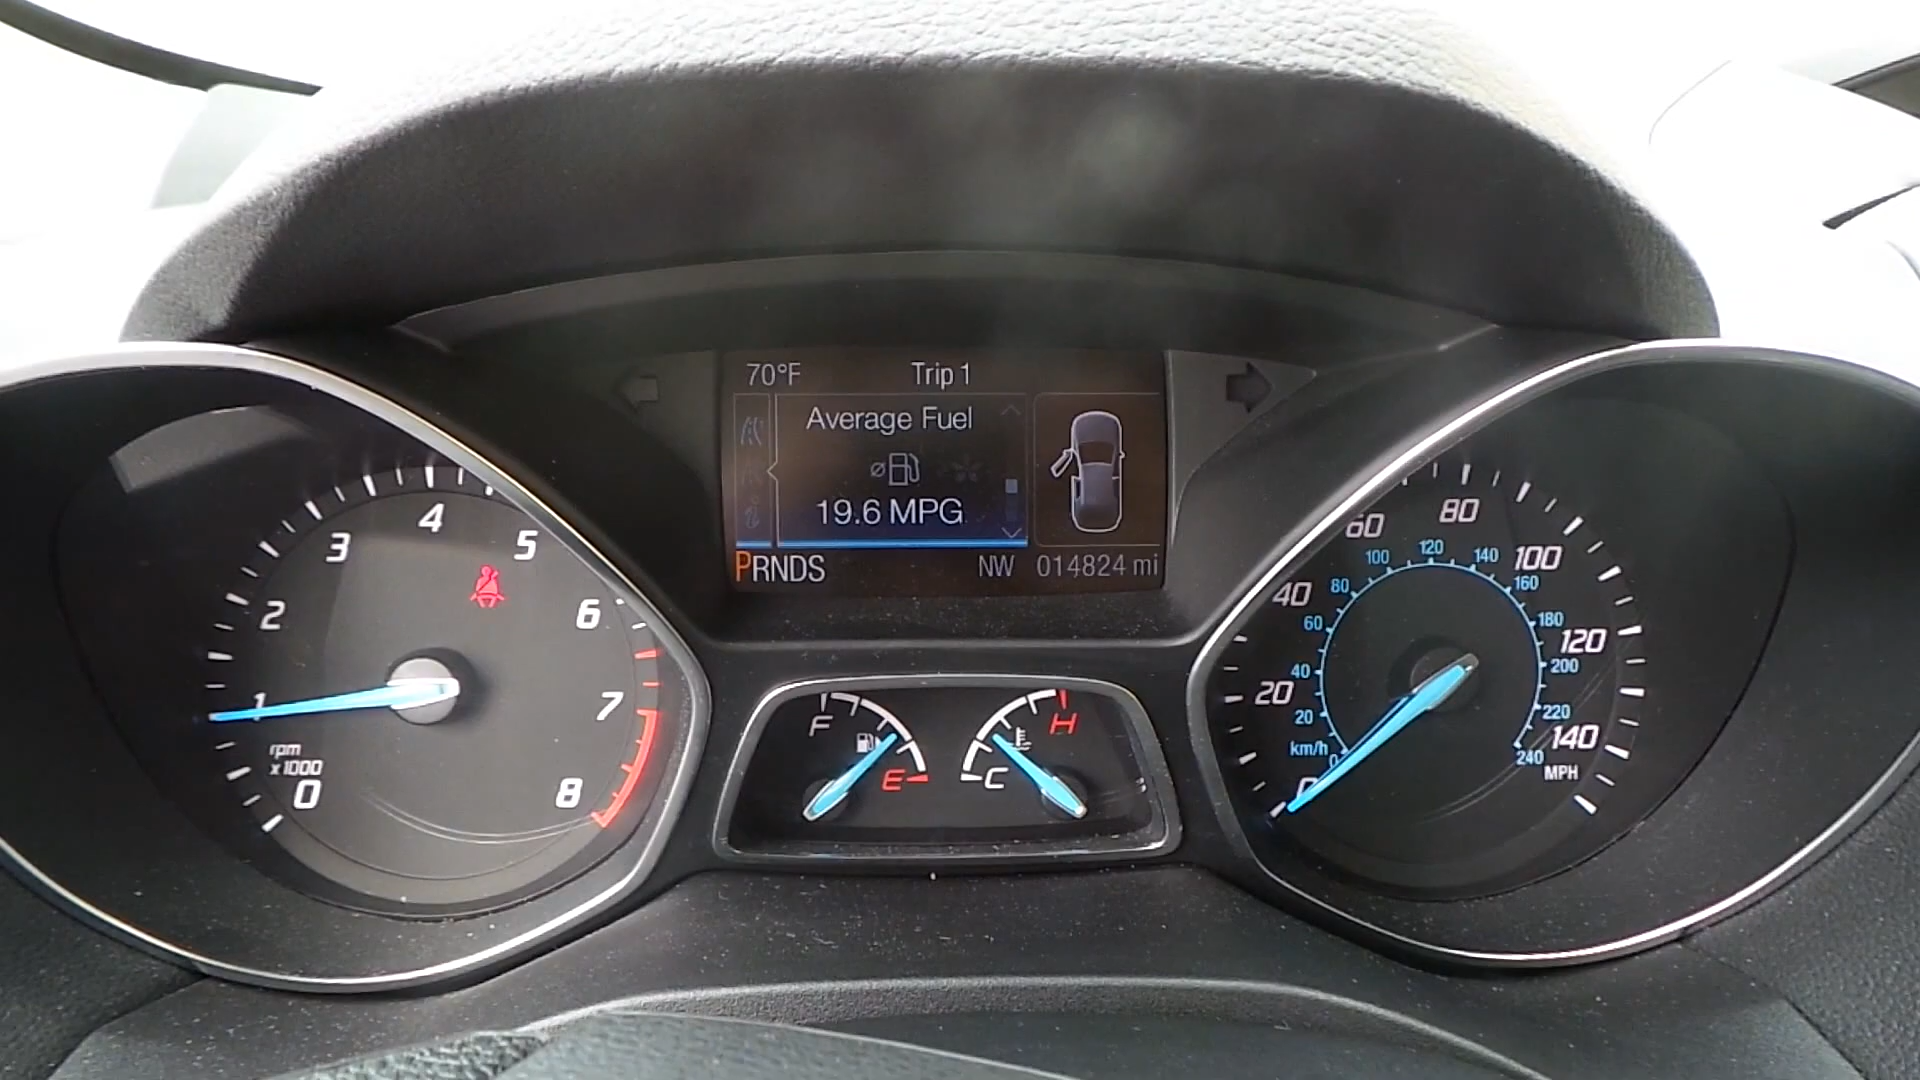 70°F Trip 1
Average Fuel
19.6 MPG
PRNDS NW 014824 mi
0 1 2 3 4 5 6 7 8
rpm
x1000
F E
C H
0 20 40 60 80 100 120 140
MPH
0 20 40 60 80 100 120 140 160 180 200 220 240
km/h